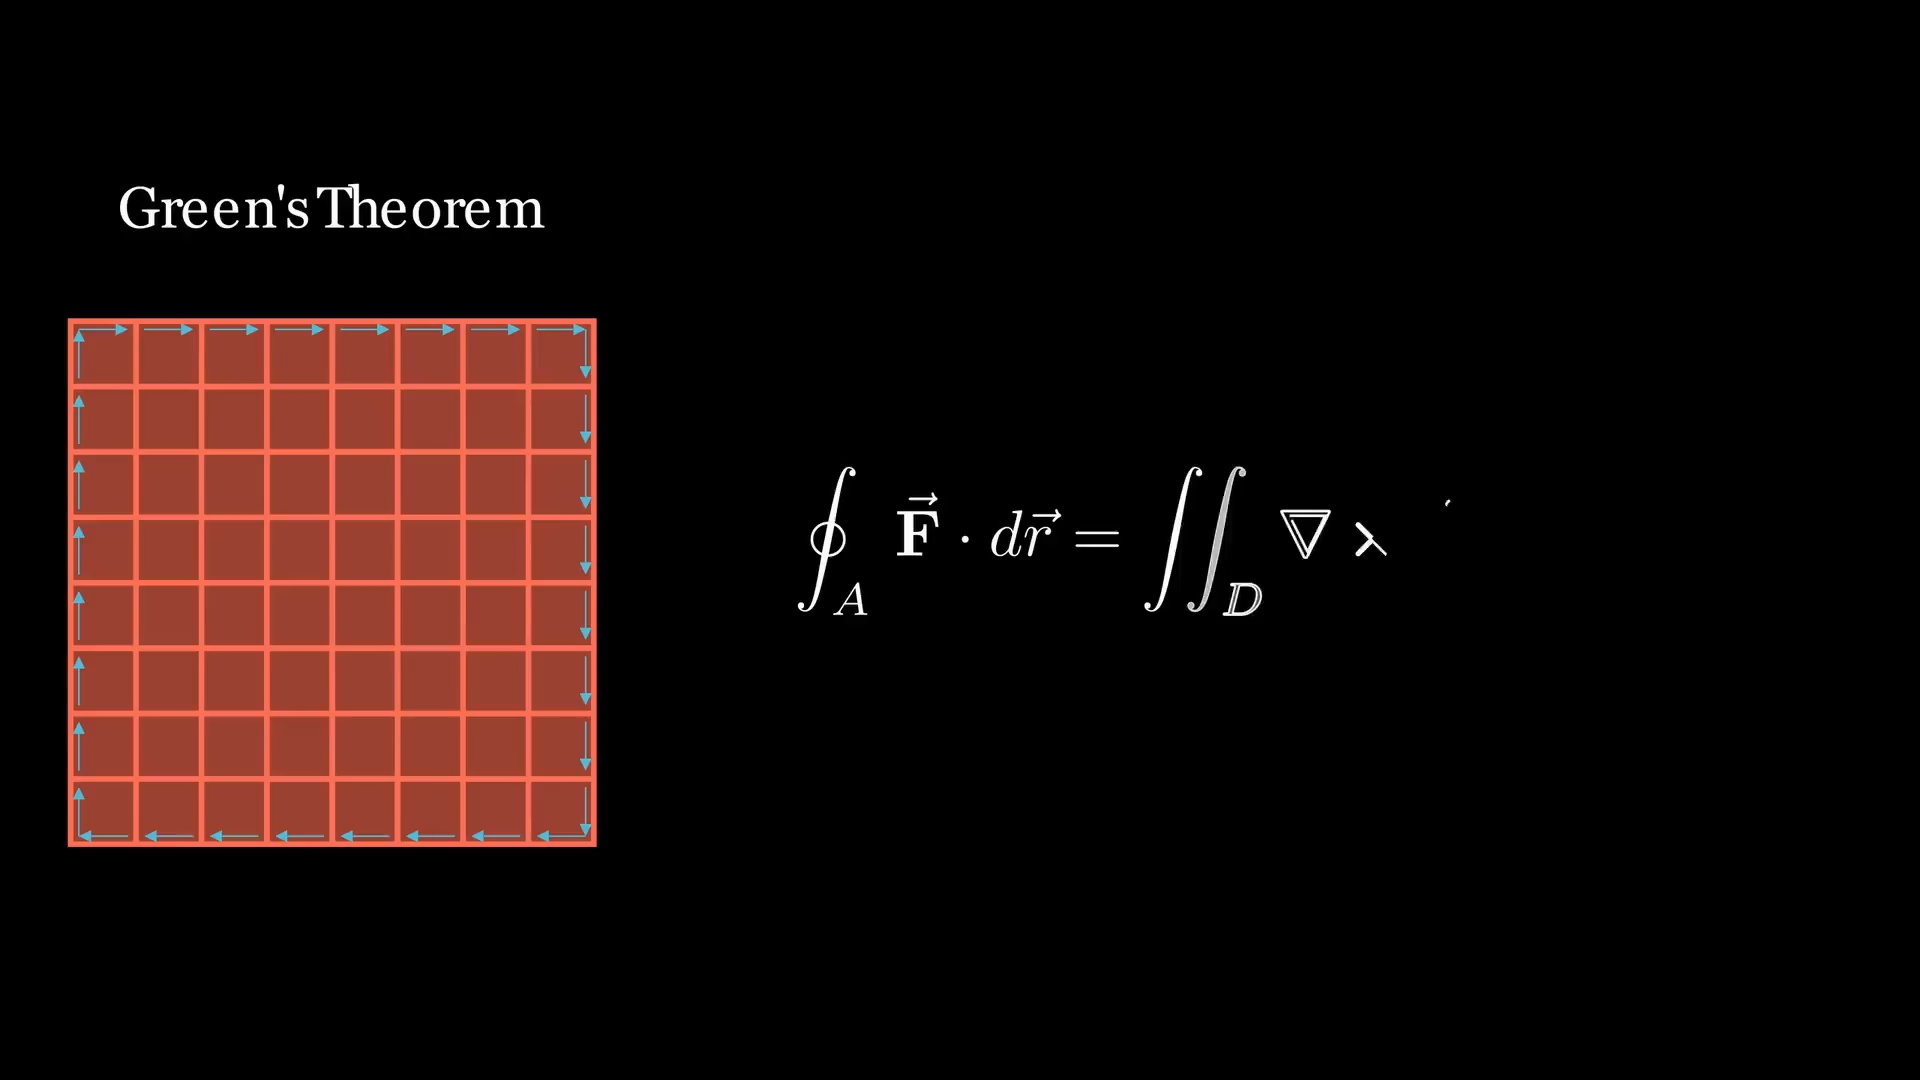 Green's Theorem
∮_A F⃗ · dr⃗ = ∬_D ∇